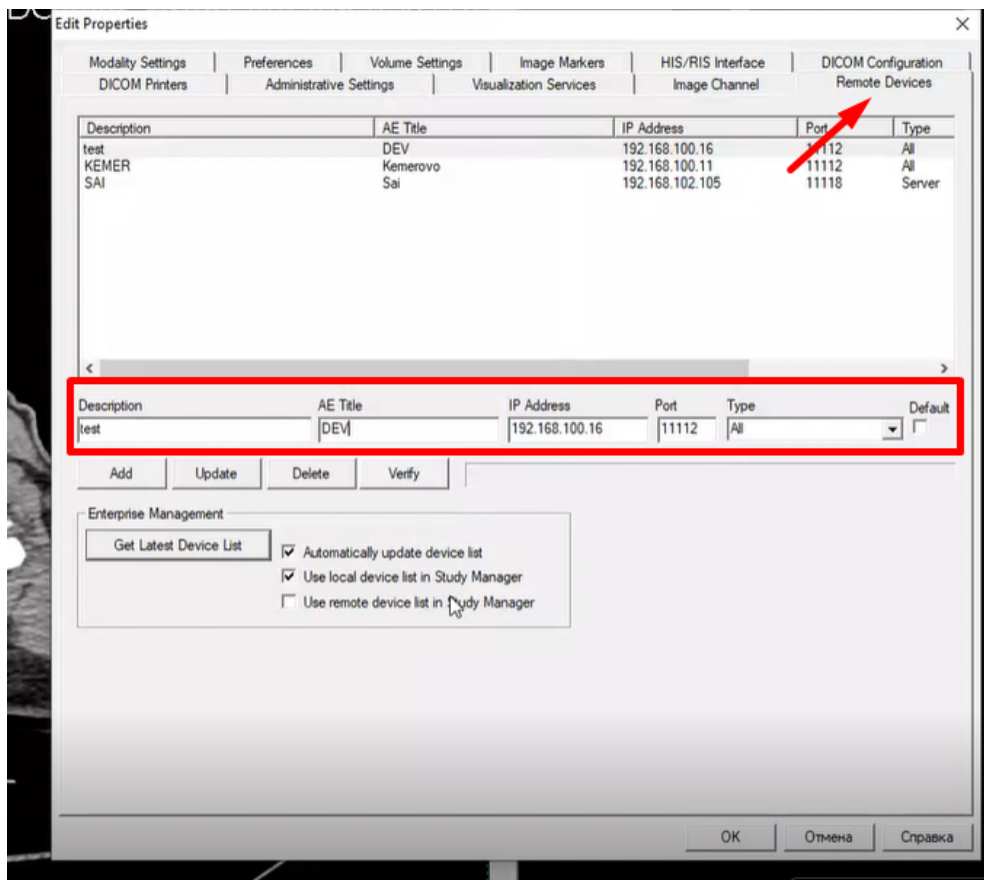 Edit Properties
Modality Settings Preferences Volume Settings Image Markers HIS/RIS Interface DICOM Configuration
DICOM Printers Administrative Settings Visualization Services Image Channel Remote Devices
Description AE Title IP Address Port Type
test DEV 192.168.100.16 11112 All
KEMER Kemerovo 192.168.100.11 11112 All
SAI Sai 192.168.102.105 11118 Server
Description AE Title IP Address Port Type Default
test DEV 192.168.100.16 11112 All
Add Update Delete Verify
Enterprise Management
Get Latest Device List
Automatically update device list
Use local device list in Study Manager
Use remote device list in Study Manager
OK Отмена Справка